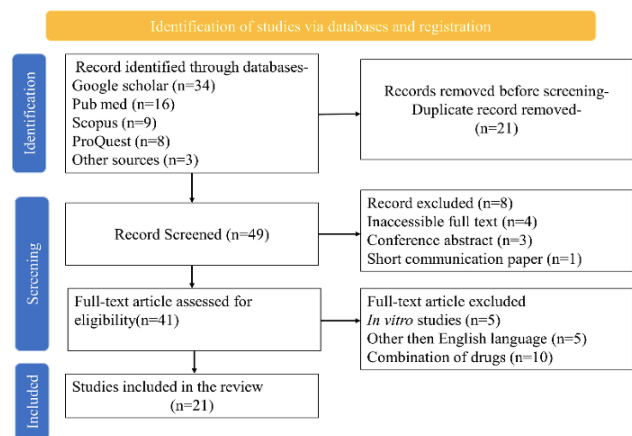 Identification of studies via databases and registration
Identification
Record identified through databases-
Google scholar (n=34)
Pub med (n=16)
Scopus (n=9)
ProQuest (n=8)
Other sources (n=3)
Records removed before screening-
Duplicate record removed-
(n=21)
Screening
Record Screened (n=49)
Record excluded (n=8)
Inaccessible full text (n=4)
Conference abstract (n=3)
Short communication paper (n=1)
Full-text article assessed for
eligibility(n=41)
Full-text article excluded
In vitro studies (n=5)
Other then English language (n=5)
Combination of drugs (n=10)
Included
Studies included in the review
(n=21)